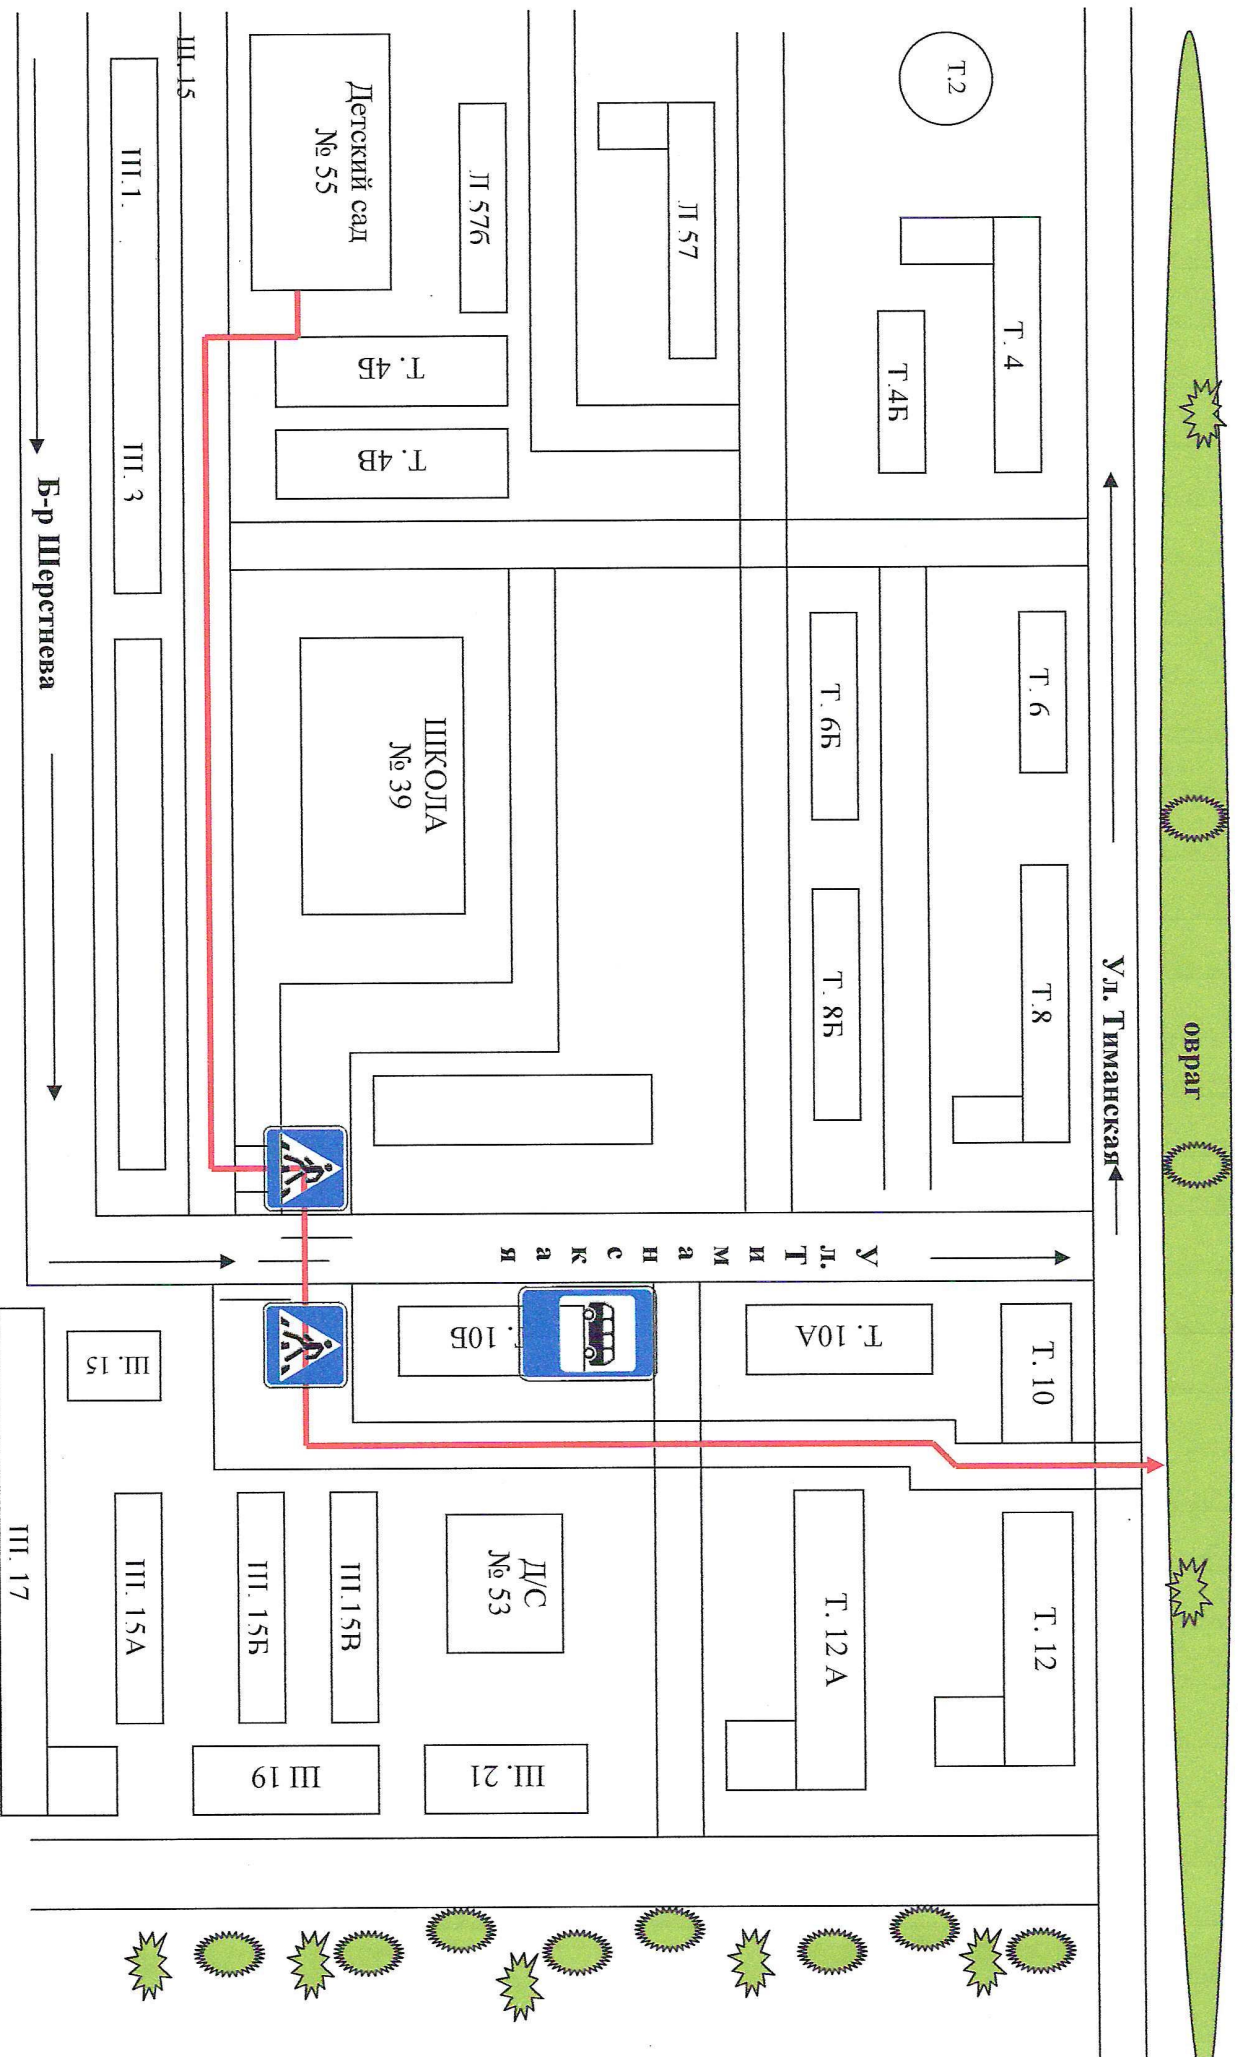 овраг
Ул. Тиманская
Т.2
Т. 4
Т.4Б
Т. 6
Т. 6Б
Т.8
Т. 8Б
Т. 10
Т. 10А
Т. 10Б
Т. 12
Т. 12 А
Л 57
Л 57б
Детский сад
№ 55
Т. 4Б
Т. 4В
ШКОЛА
№ 39
Ул. Тиманская
Д/С
№ 53
Ш. 21
Ш.15В
Ш. 15Б
Ш 19
Ш. 15А
Ш. 15
Ш. 15
Ш.1.
Ш. 3
Б-р Шерстнева
Ш. 17